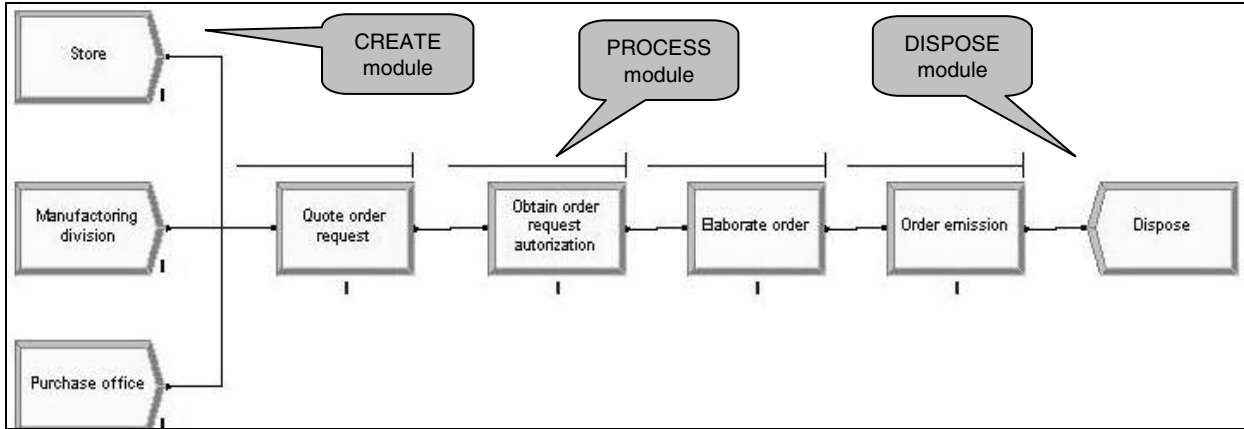 Store
CREATE
module
PROCESS
module
DISPOSE
module
Manufactoring
division
Quote order
request
Obtain order
request
autorization
Elaborate order
Order emission
Dispose
Purchase office